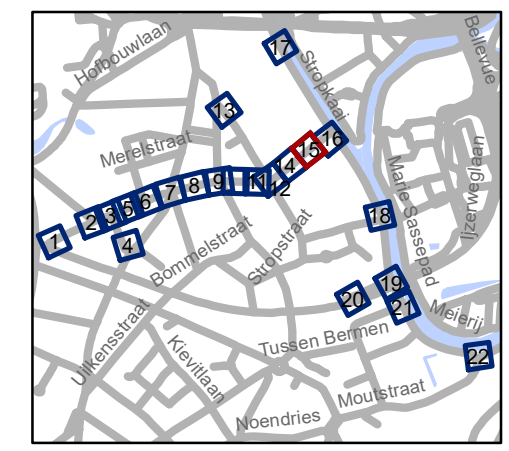 Hofbouwlaan
17
Stropkaai
Bellevue
13
Merelstraat
16
15
14
IJzerweglaan
Marie Sassepad
1
2
3
5
6
7
8
9
11
12
4
18
Bommelstraat
Stropstraat
19
20
21
Meierij
Uilkensstraat
Tussen Bermen
Kievitlaan
22
Moutstraat
Noendries